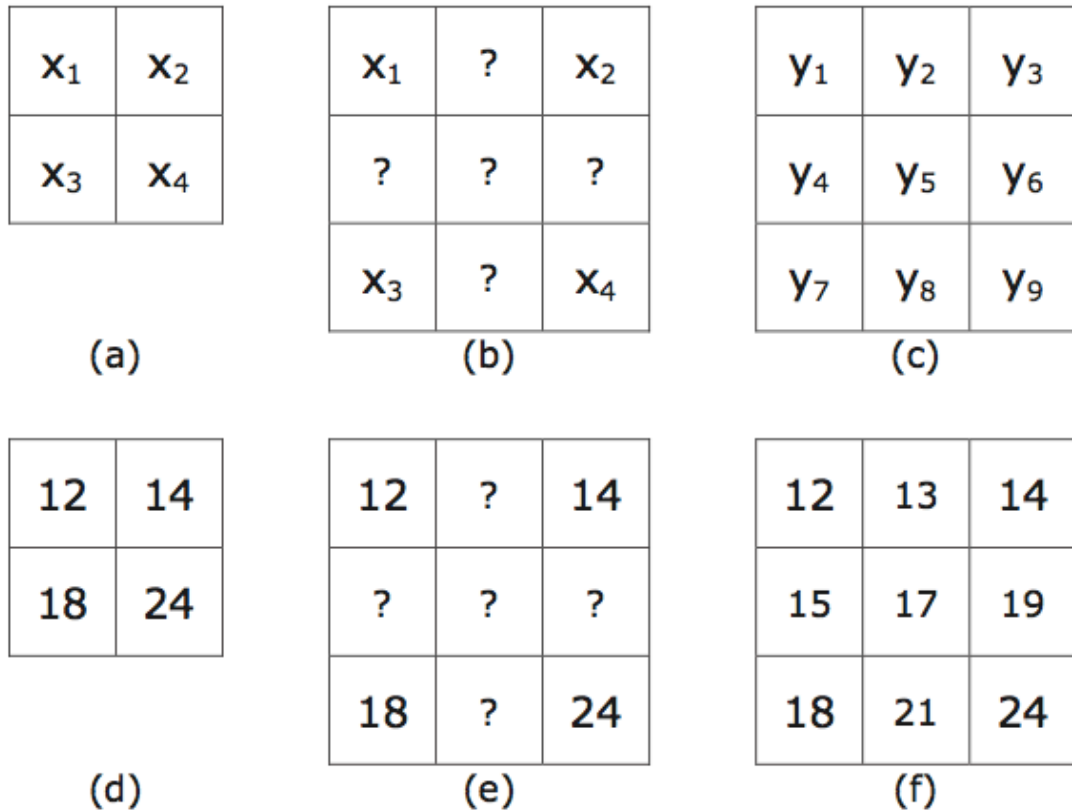 x₁ x₂ x₁ ? x₂ y₁ y₂ y₃
x₃ x₄ ? ? ? y₄ y₅ y₆
x₃ ? x₄ y₇ y₈ y₉
(a) (b) (c)
12 14 12 ? 14 12 13 14
18 24 ? ? ? 15 17 19
18 ? 24 18 21 24
(d) (e) (f)